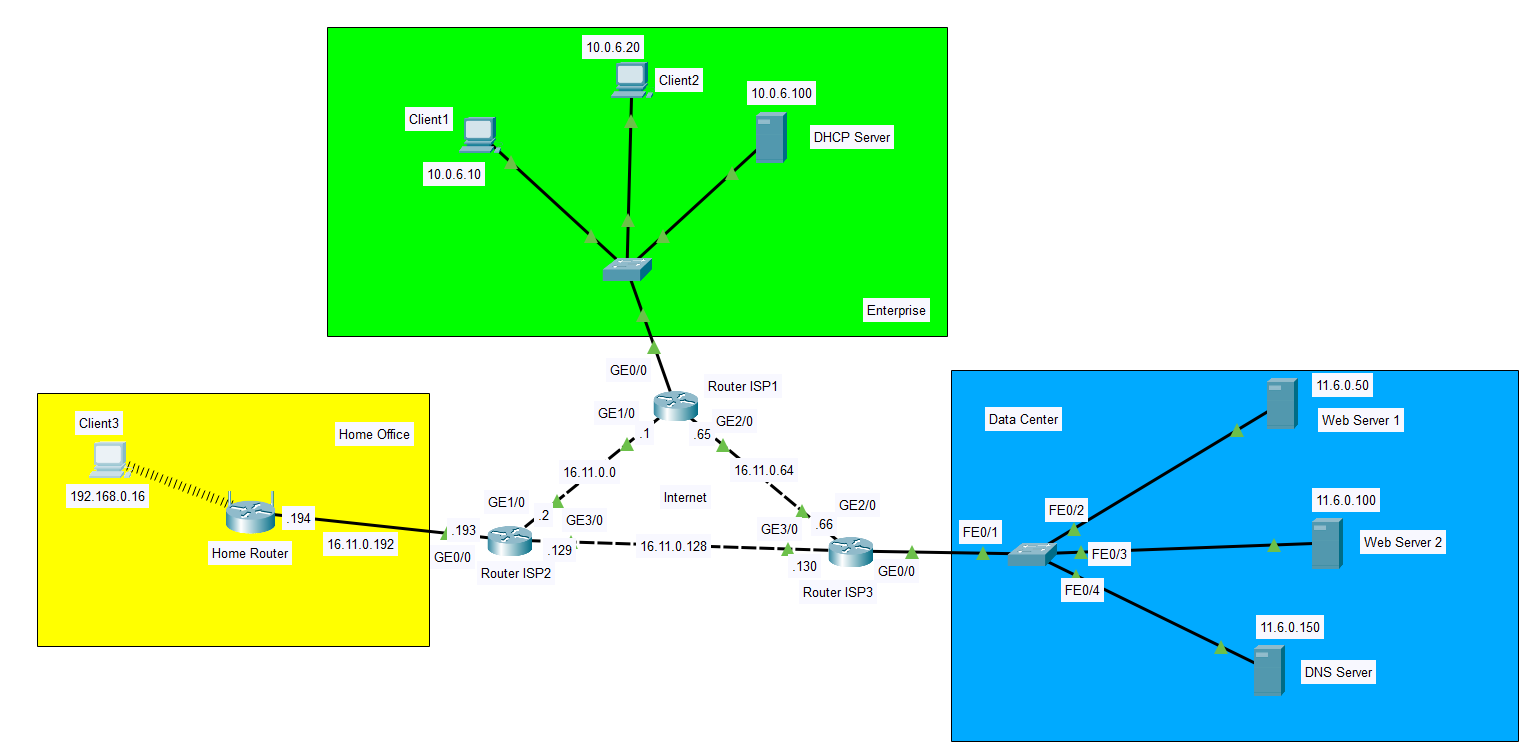 10.0.6.20
Client2
10.0.6.100
Client1
DHCP Server
10.0.6.10
Enterprise
GE0/0
Router ISP1
GE1/0
GE2/0
.1
.65
Client3
Home Office
Data Center
11.6.0.50
Web Server 1
16.11.0.0
16.11.0.64
192.168.0.16
Internet
GE1/0
GE2/0
11.6.0.100
FE0/2
.194
.2
GE3/0
.66
.193
GE3/0
FE0/1
16.11.0.192
Home Router
GE0/0
.129
16.11.0.128
Web Server 2
FE0/3
Router ISP2
.130
GE0/0
Router ISP3
FE0/4
11.6.0.150
DNS Server